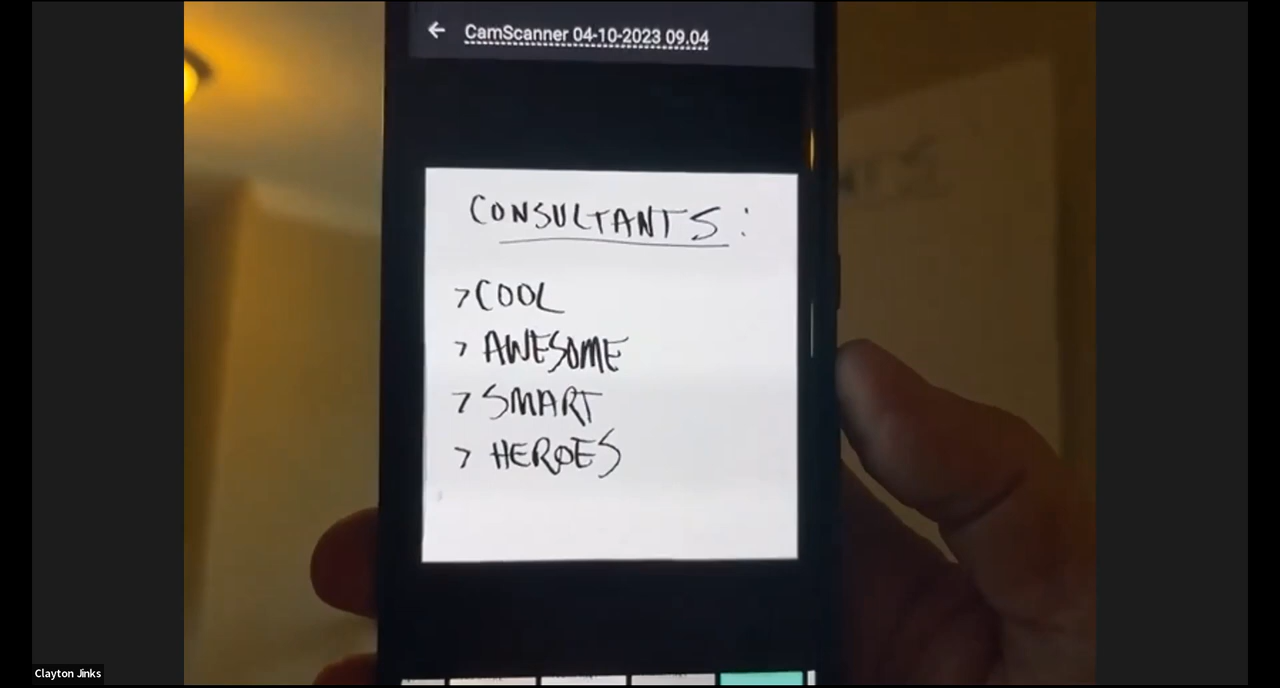 CamScanner 04-10-2023 09.04
CONSULTANTS:
> COOL
> AWESOME
> SMART
> HEROES
Clayton Jinks